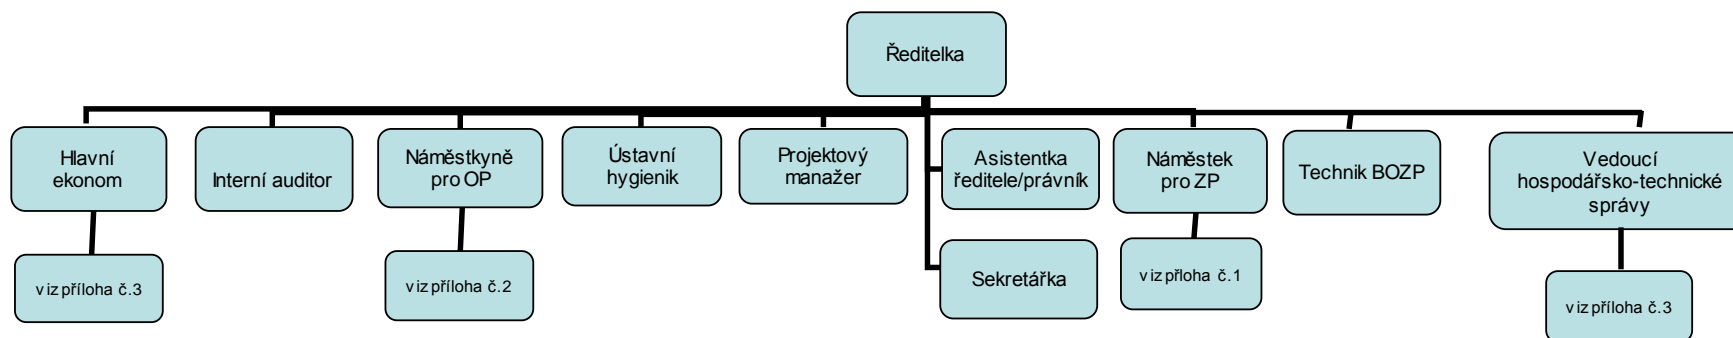 Ředitelka
Hlavní
ekonom
Interní auditor
Náměstkyně
pro OP
Ústavní
hygienik
Projektový
manažer
Asistentka
ředitele/právník
Náměstek
pro ZP
Technik BOZP
Vedoucí
hospodářsko-technické
správy
viz příloha č.3
viz příloha č.2
Sekretářka
viz přloha č.1
viz příloha č.3